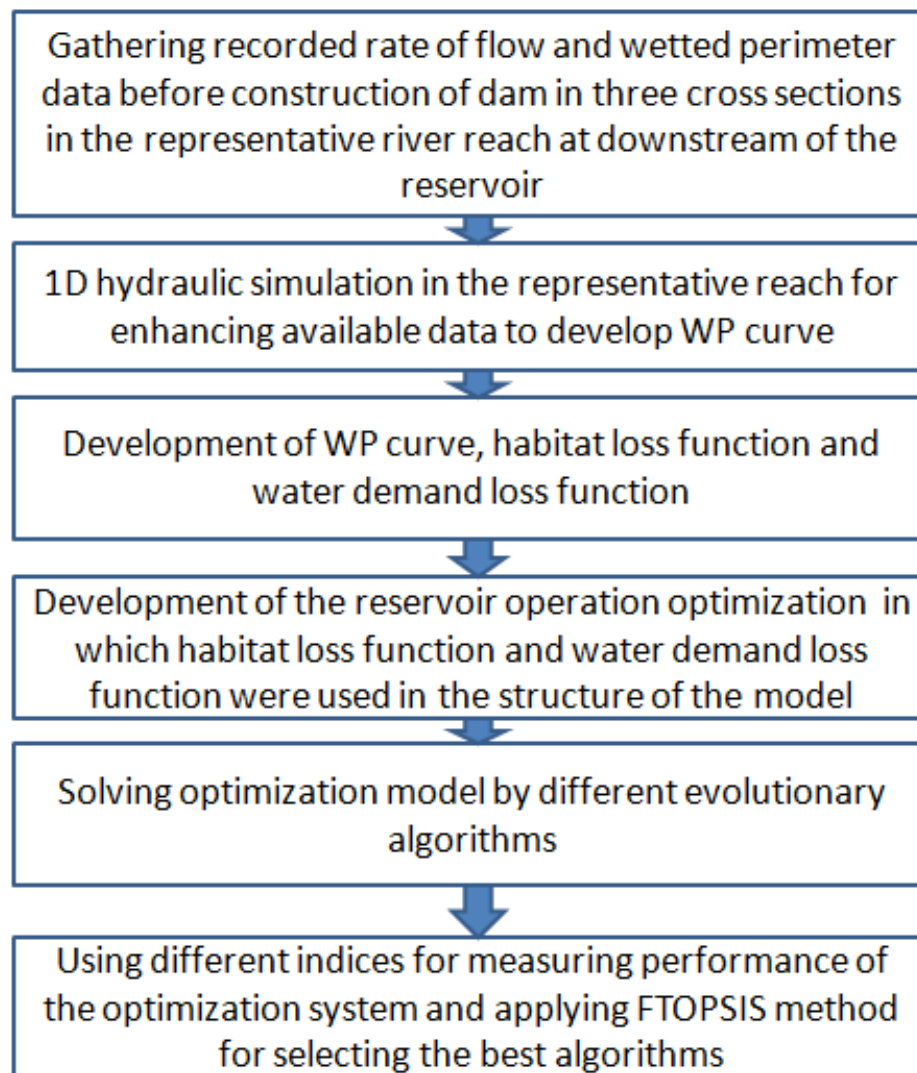 Gathering recorded rate of flow and wetted perimeter
data before construction of dam in three cross sections
in the representative river reach at downstream of the
reservoir
1D hydraulic simulation in the representative reach for
enhancing available data to develop WP curve
Development of WP curve, habitat loss function and
water demand loss function
Development of the reservoir operation optimization in
which habitat loss function and water demand loss
function were used in the structure of the model
Solving optimization model by different evolutionary
algorithms
Using different indices for measuring performance of
the optimization system and applying FTOPSIS method
for selecting the best algorithms